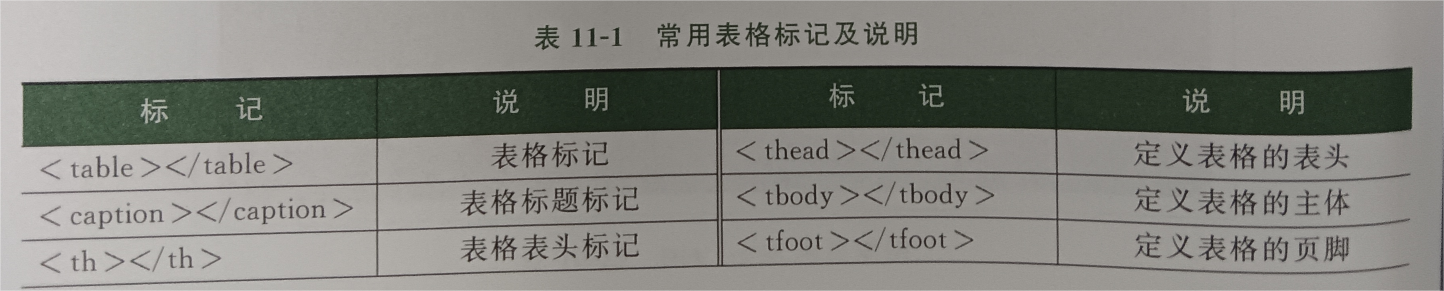 表 11-1 常用表格标记及说明
标 记 说 明 标 记 说 明
<table></table> 表格标记 <thead></thead> 定义表格的表头
<caption></caption> 表格标题标记 <tbody></tbody> 定义表格的主体
<th></th> 表格表头标记 <tfoot></tfoot> 定义表格的页脚